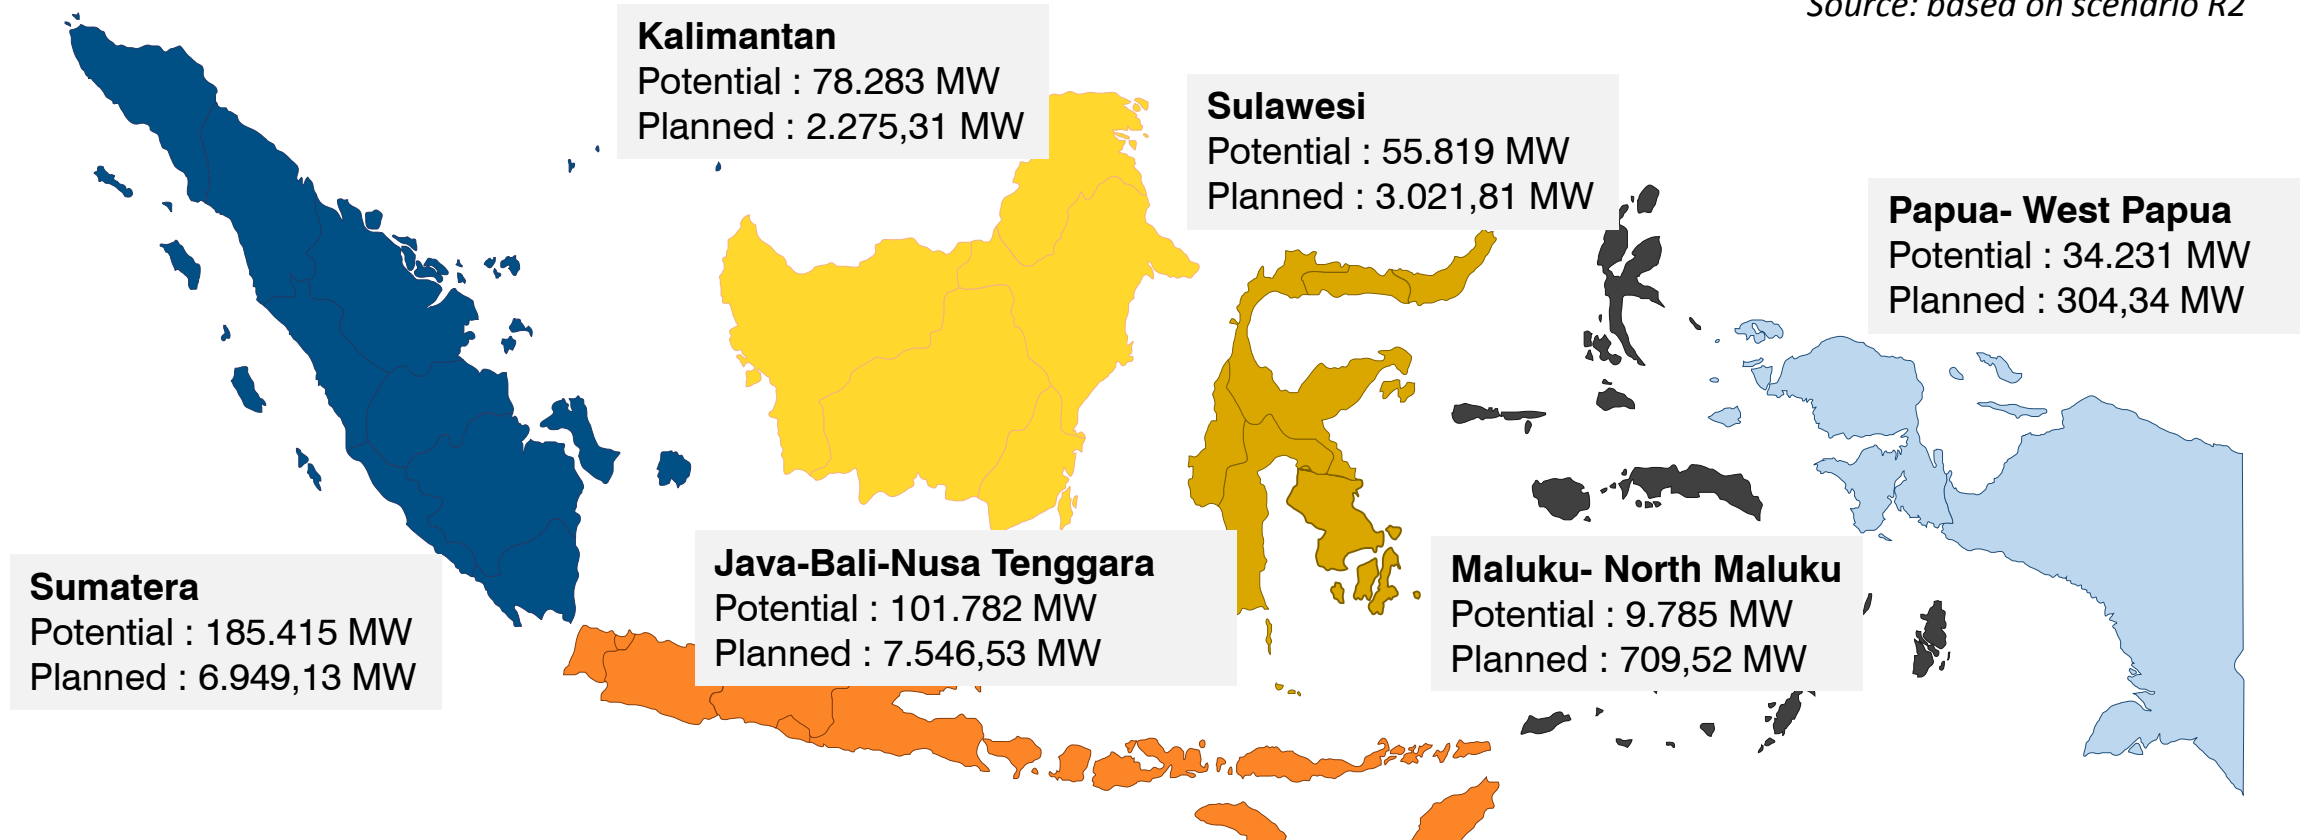 Source: based on scenario R2
Kalimantan
Potential : 78.283 MW
Planned : 2.275,31 MW
Sulawesi
Potential : 55.819 MW
Planned : 3.021,81 MW
Papua- West Papua
Potential : 34.231 MW
Planned : 304,34 MW
Sumatera
Potential : 185.415 MW
Planned : 6.949,13 MW
Java-Bali-Nusa Tenggara
Potential : 101.782 MW
Planned : 7.546,53 MW
Maluku- North Maluku
Potential : 9.785 MW
Planned : 709,52 MW